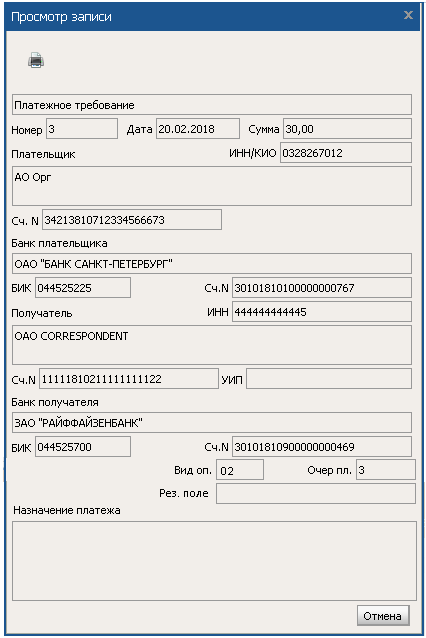 Просмотр записи
Платежное требование
Номер 3 Дата 20.02.2018 Сумма 30,00
Плательщик ИНН/КИО 0328267012
АО Орг
Сч. N 34213810712334566673
Банк плательщика
ОАО "БАНК САНКТ-ПЕТЕРБУРГ"
БИК 044525225 Сч.N 30101810100000000767
Получатель ИНН 444444444445
ОАО CORRESPONDENT
Сч.N 11111810211111111122 УИП
Банк получателя
ЗАО "РАЙФФАЙЗЕНБАНК"
БИК 044525700 Сч.N 30101810900000000469
Вид оп. 02 Очер пл. 3
Рез. поле
Назначение платежа
Отмена